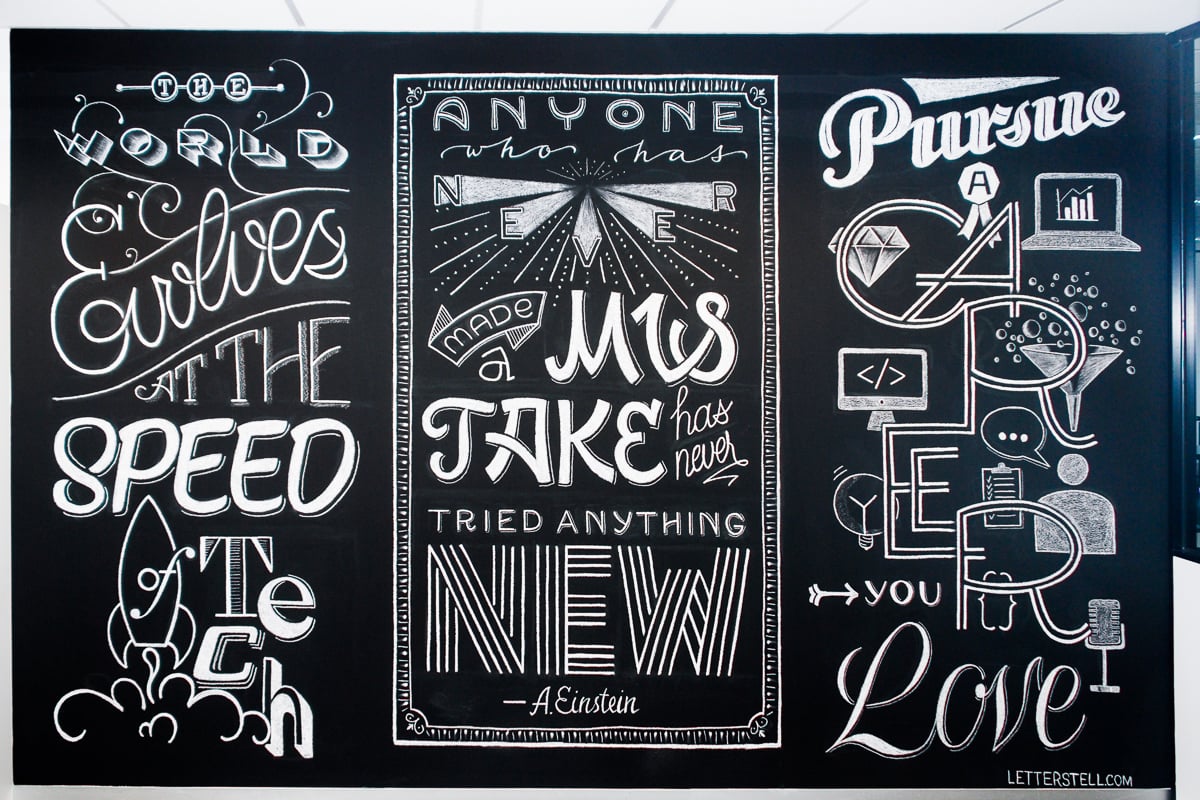 THE
WORLD
Evolves
AT THE
SPEED
of Tech
ANYONE
who has
NEVER
MADE
a MIS
TAKE has
never
TRIED ANYTHING
NEW
— A. Einstein
Pursue
A
CAREER
</>
YOU
Love
LETTERSTELL.COM